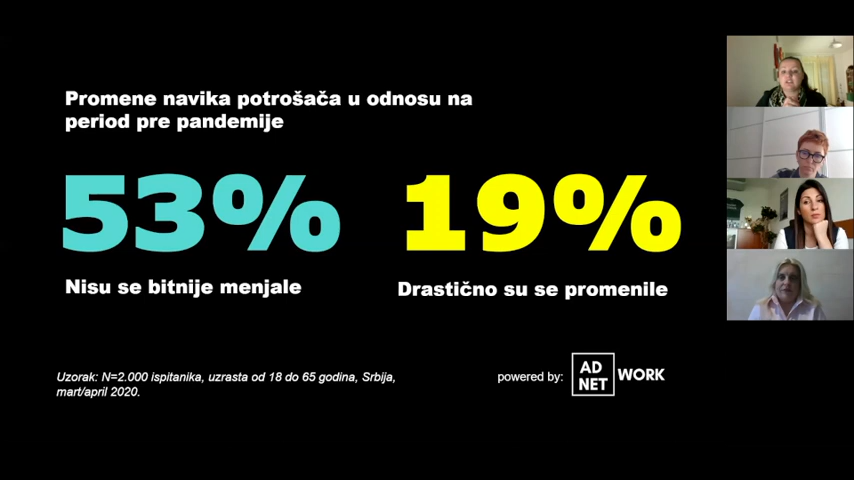 Promene navika potrošača u odnosu na
period pre pandemije
53% 19%
Nisu se bitnije menjale Drastično su se promenile
Uzorak: N=2.000 ispitanika, uzrasta od 18 do 65 godina, Srbija,
mart/april 2020.
powered by: AD NET WORK